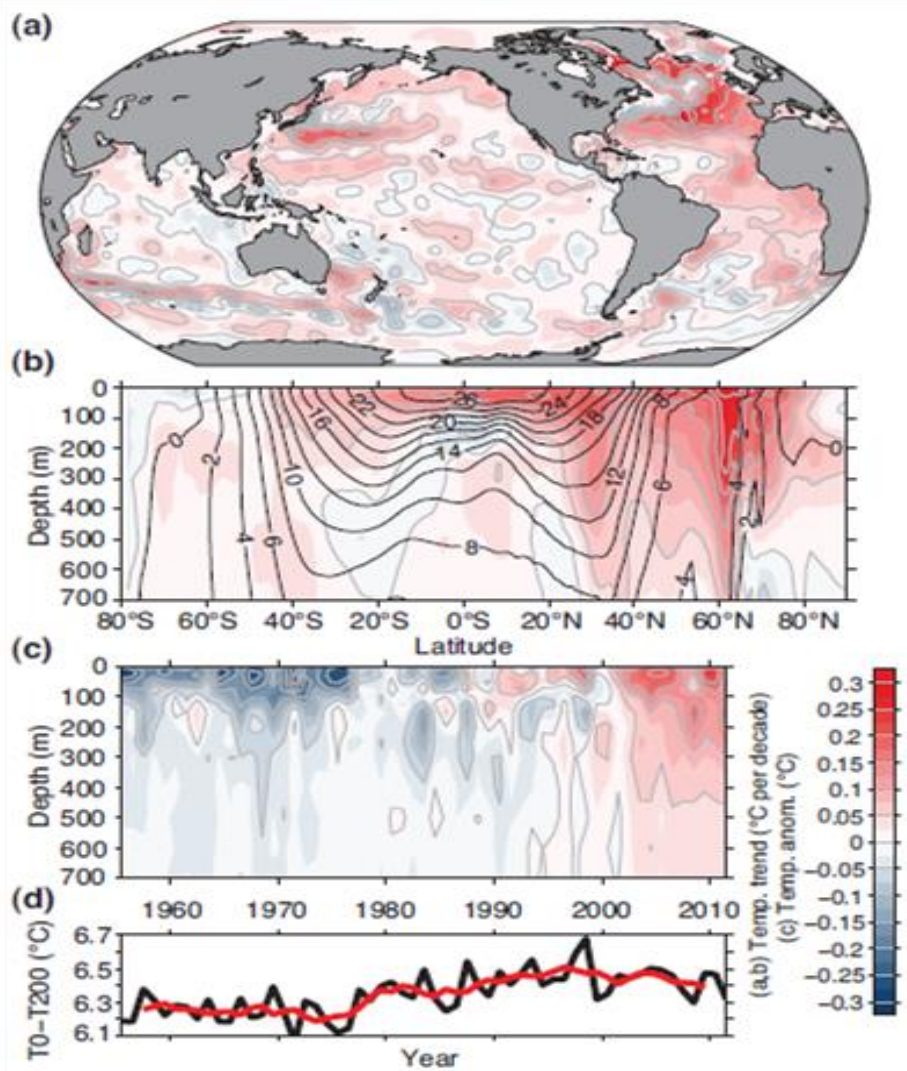 (a)
(b)
0
100
200
300
400
500
600
700
Depth (m)
0 2 4 6 10 16 22 20 14 26 8 24 18 12 6 8 4 4 2 0
80°S 60°S 40°S 20°S 0°S 20°N 40°N 60°N 80°N
Latitude
(c)
0
100
200
300
400
500
600
700
Depth (m)
1960 1970 1980 1990 2000 2010
(a,b) Temp. trend (°C per decade)
(c) Temp. anom. (°C)
0.3
0.25
0.2
0.15
0.1
0.05
0
−0.05
−0.1
−0.15
−0.2
−0.25
−0.3
(d)
T0−T200 (°C)
6.7
6.5
6.3
6.1
Year